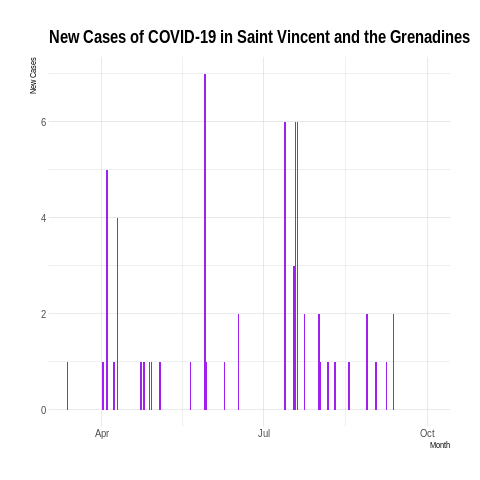 New Cases of COVID-19 in Saint Vincent and the Grenadines
New Cases
6
4
2
0
Apr Jul Oct
Month